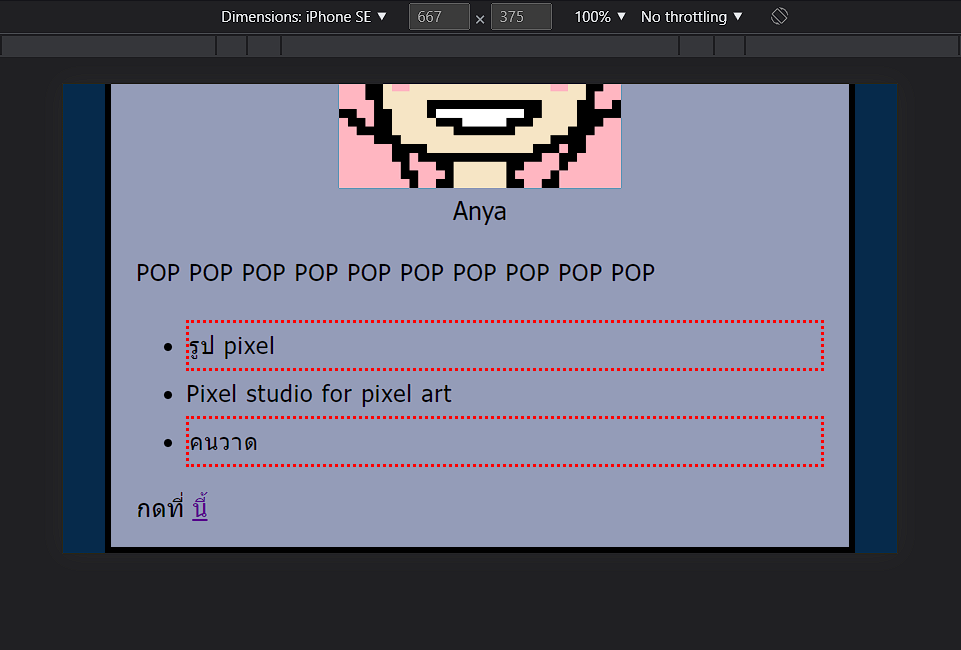 Dimensions: iPhone SE ▼ 667 × 375 100% ▼ No throttling ▼
Anya
POP POP POP POP POP POP POP POP POP POP
• รูป pixel
• Pixel studio for pixel art
• คนวาด
กดที่ นี้